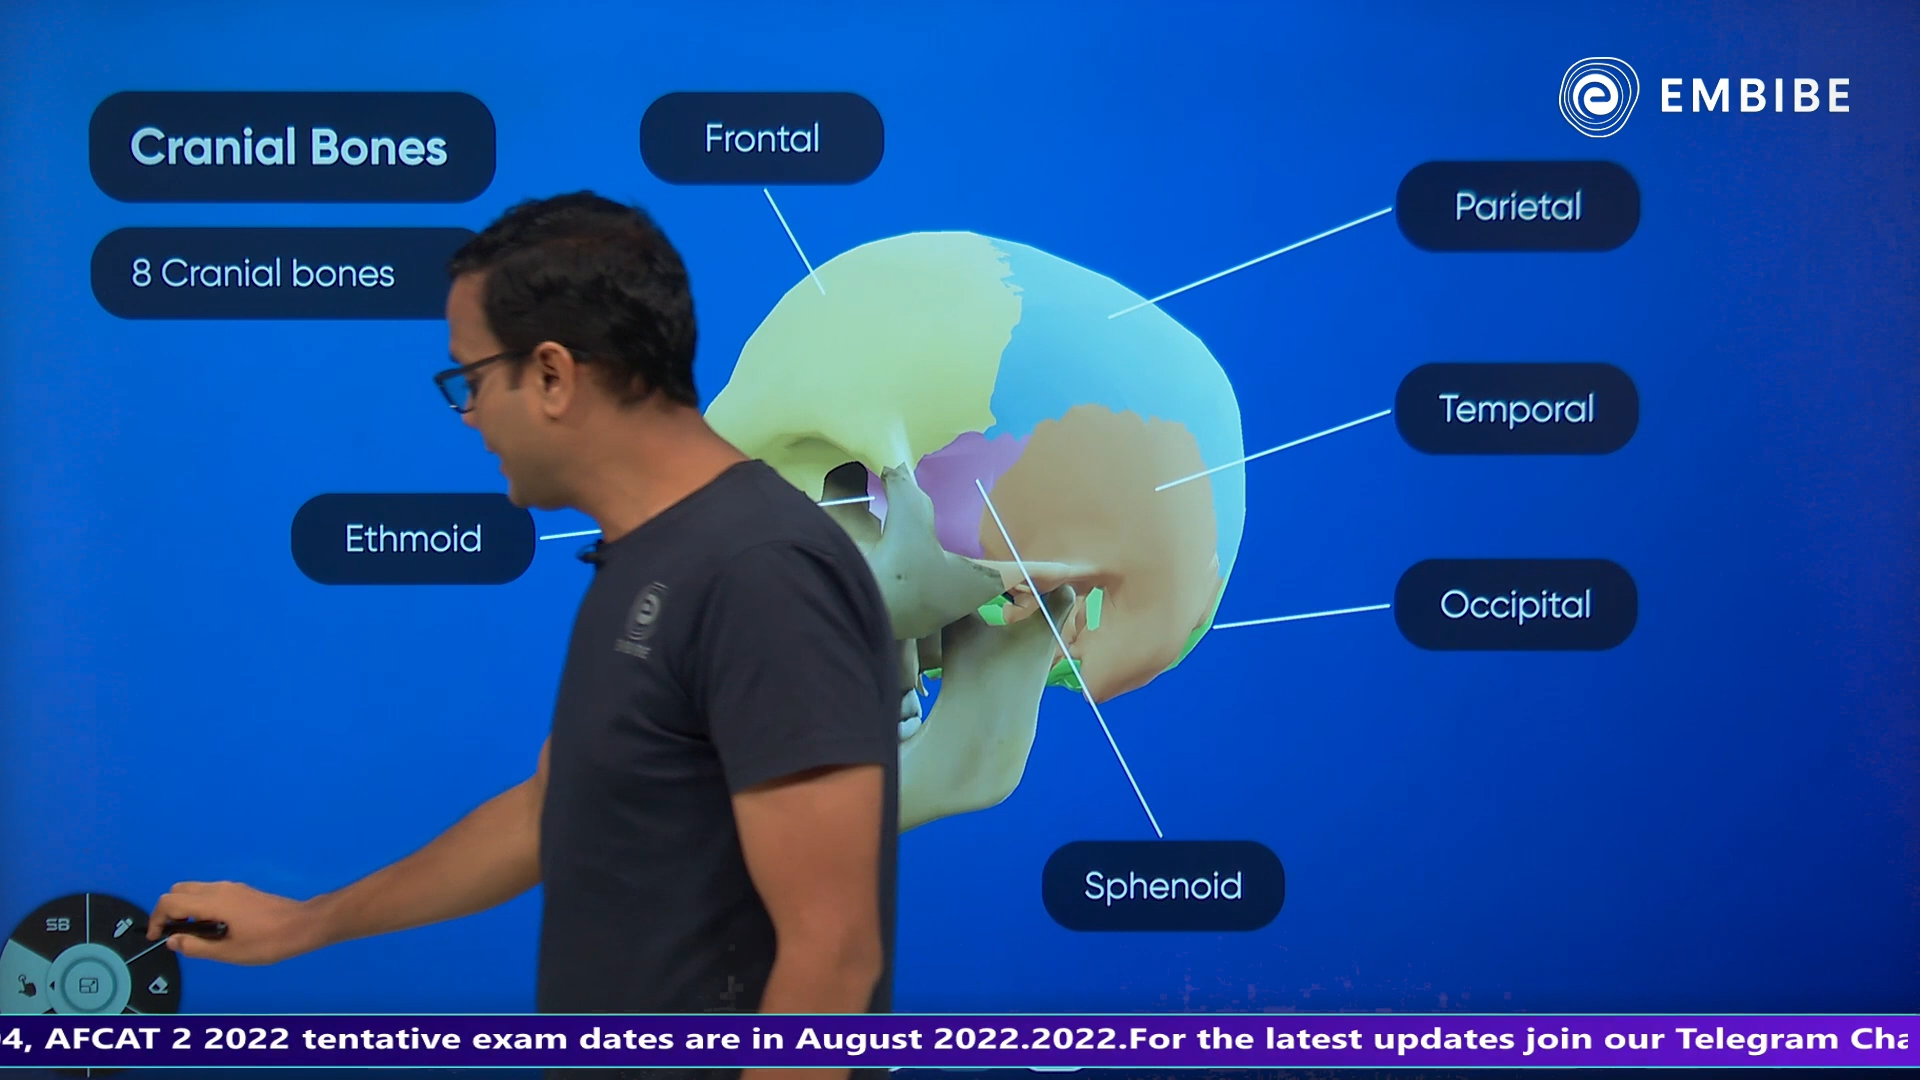 EMBIBE
Cranial Bones
Frontal
Parietal
8 Cranial bones
Temporal
Ethmoid
Occipital
Sphenoid
SB
4, AFCAT 2 2022 tentative exam dates are in August 2022.2022.For the latest updates join our Telegram Cha